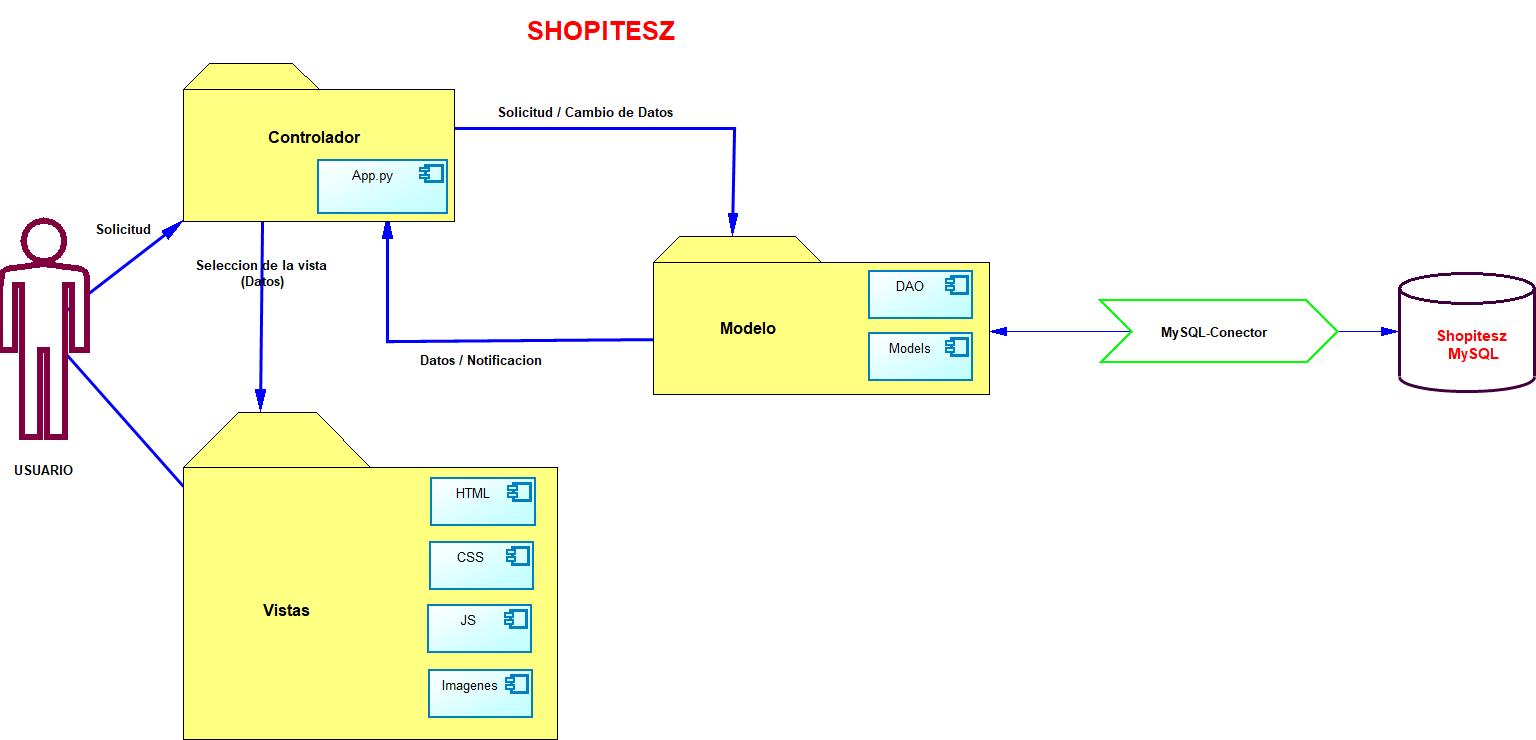 SHOPITESZ
Solicitud / Cambio de Datos
Controlador
App.py
Solicitud
Seleccion de la vista
(Datos)
DAO
Modelo
Models
MySQL-Conector
Shopitesz
MySQL
Datos / Notificacion
USUARIO
HTML
CSS
Vistas
JS
Imagenes